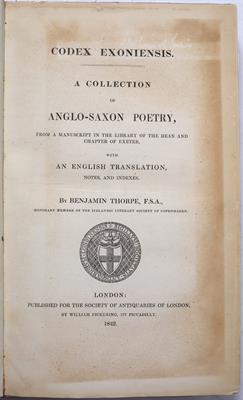 CODEX EXONIENSIS.
A COLLECTION
OF
ANGLO-SAXON POETRY,
FROM A MANUSCRIPT IN THE LIBRARY OF THE DEAN AND
CHAPTER OF EXETER,
WITH
AN ENGLISH TRANSLATION,
NOTES, AND INDEXES.
BY BENJAMIN THORPE, F.S.A.,
HONORARY MEMBER OF THE ICELANDIC LITERARY SOCIETY OF COPENHAGEN.
LONDON:
PUBLISHED FOR THE SOCIETY OF ANTIQUARIES OF LONDON,
BY WILLIAM PICKERING, 177 PICCADILLY.
1842.